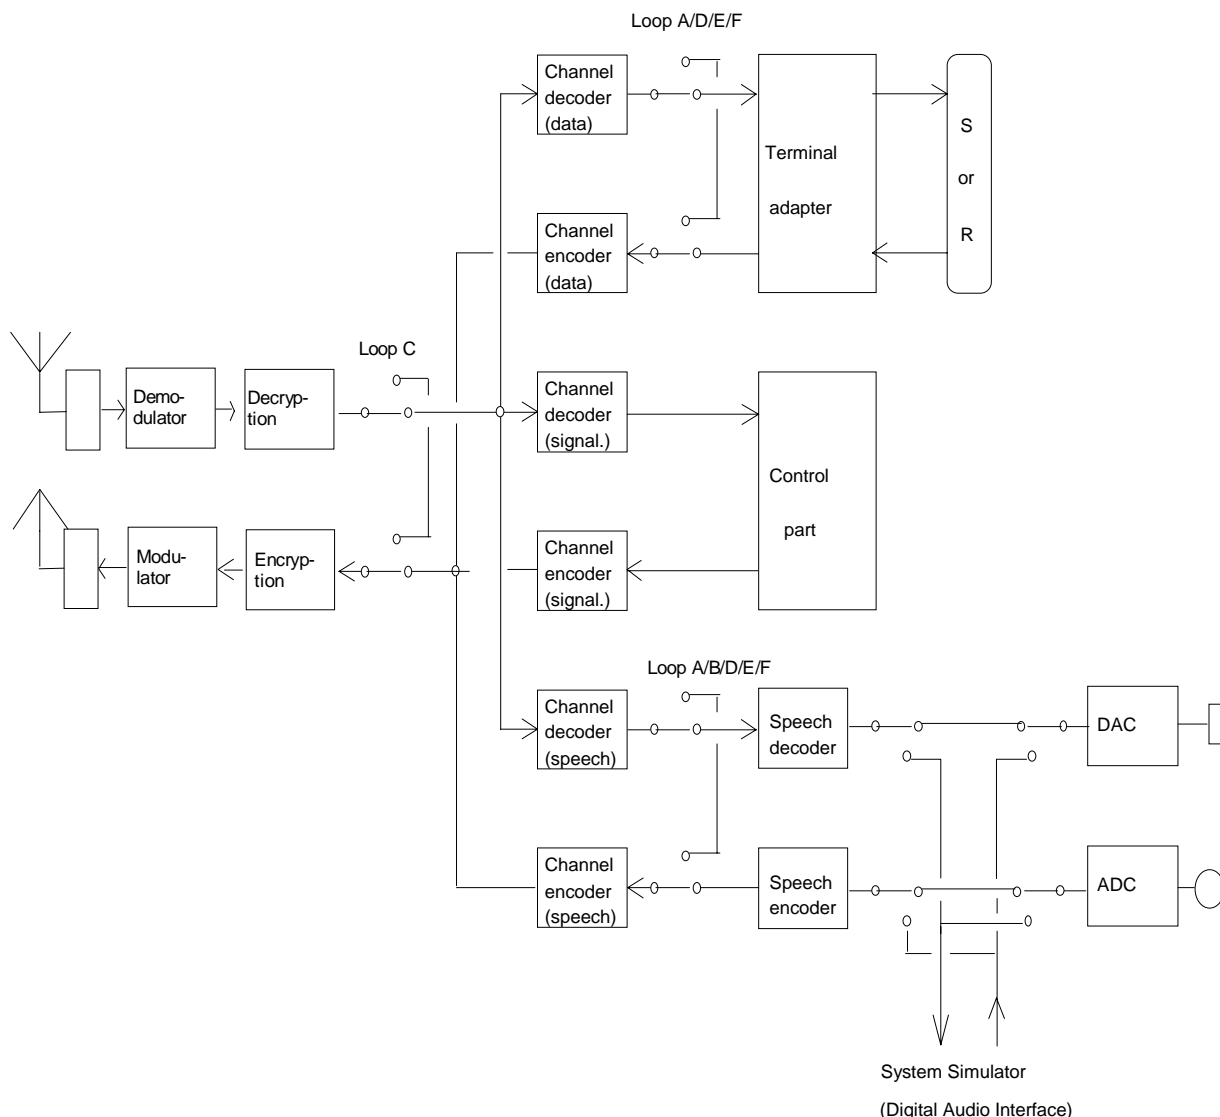 Loop A/D/E/F
Channel
decoder
(data)
Terminal
adapter
S
or
R
Channel
encoder
(data)
Loop C
Demo-
dulator
Decryp-
tion
Channel
decoder
(signal.)
Control
part
Modu-
lator
Encryp-
tion
Channel
encoder
(signal.)
Loop A/B/D/E/F
Channel
decoder
(speech)
Speech
decoder
DAC
Channel
encoder
(speech)
Speech
encoder
ADC
System Simulator
(Digital Audio Interface)